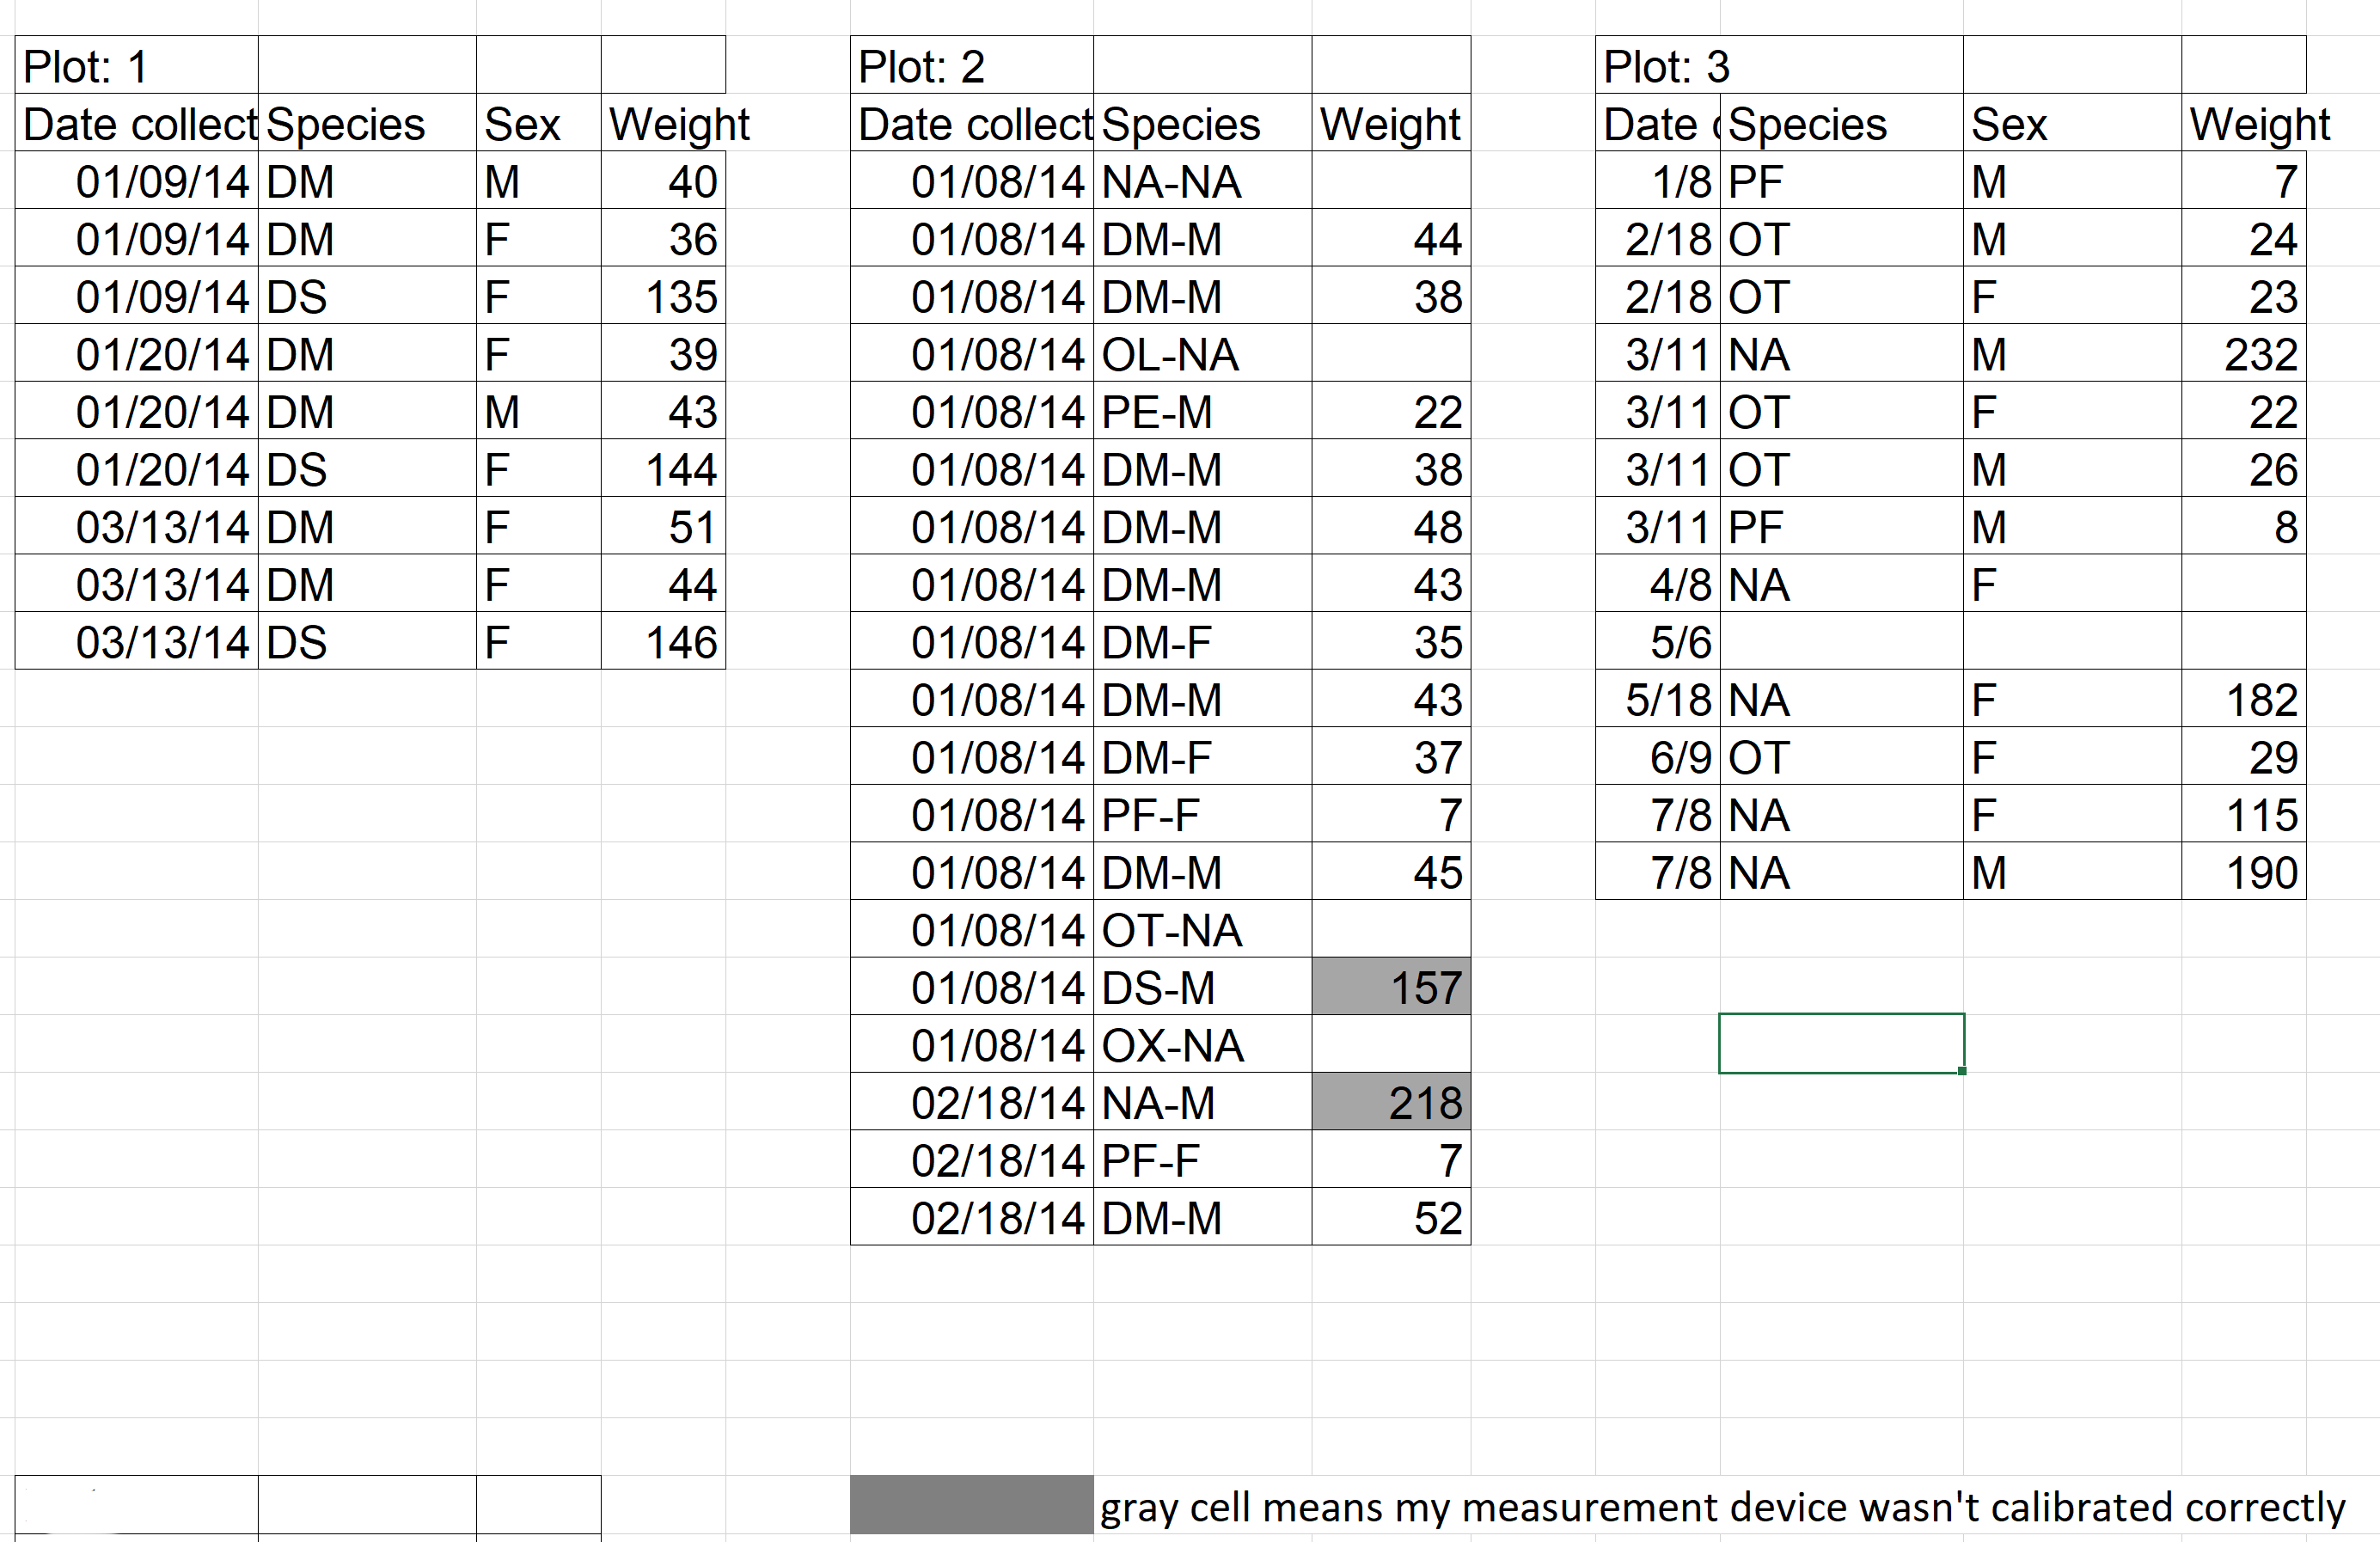 Plot: 1
Date collect Species Sex Weight
01/09/14 DM M 40
01/09/14 DM F 36
01/09/14 DS F 135
01/20/14 DM F 39
01/20/14 DM M 43
01/20/14 DS F 144
03/13/14 DM F 51
03/13/14 DM F 44
03/13/14 DS F 146
Plot: 2
Date collect Species Weight
01/08/14 NA-NA
01/08/14 DM-M 44
01/08/14 DM-M 38
01/08/14 OL-NA
01/08/14 PE-M 22
01/08/14 DM-M 38
01/08/14 DM-M 48
01/08/14 DM-M 43
01/08/14 DM-F 35
01/08/14 DM-M 43
01/08/14 DM-F 37
01/08/14 PF-F 7
01/08/14 DM-M 45
01/08/14 OT-NA
01/08/14 DS-M 157
01/08/14 OX-NA
02/18/14 NA-M 218
02/18/14 PF-F 7
02/18/14 DM-M 52
Plot: 3
Date Species Sex Weight
1/8 PF M 7
2/18 OT M 24
2/18 OT F 23
3/11 NA M 232
3/11 OT F 22
3/11 OT M 26
3/11 PF M 8
4/8 NA F
5/6
5/18 NA F 182
6/9 OT F 29
7/8 NA F 115
7/8 NA M 190
gray cell means my measurement device wasn't calibrated correctly